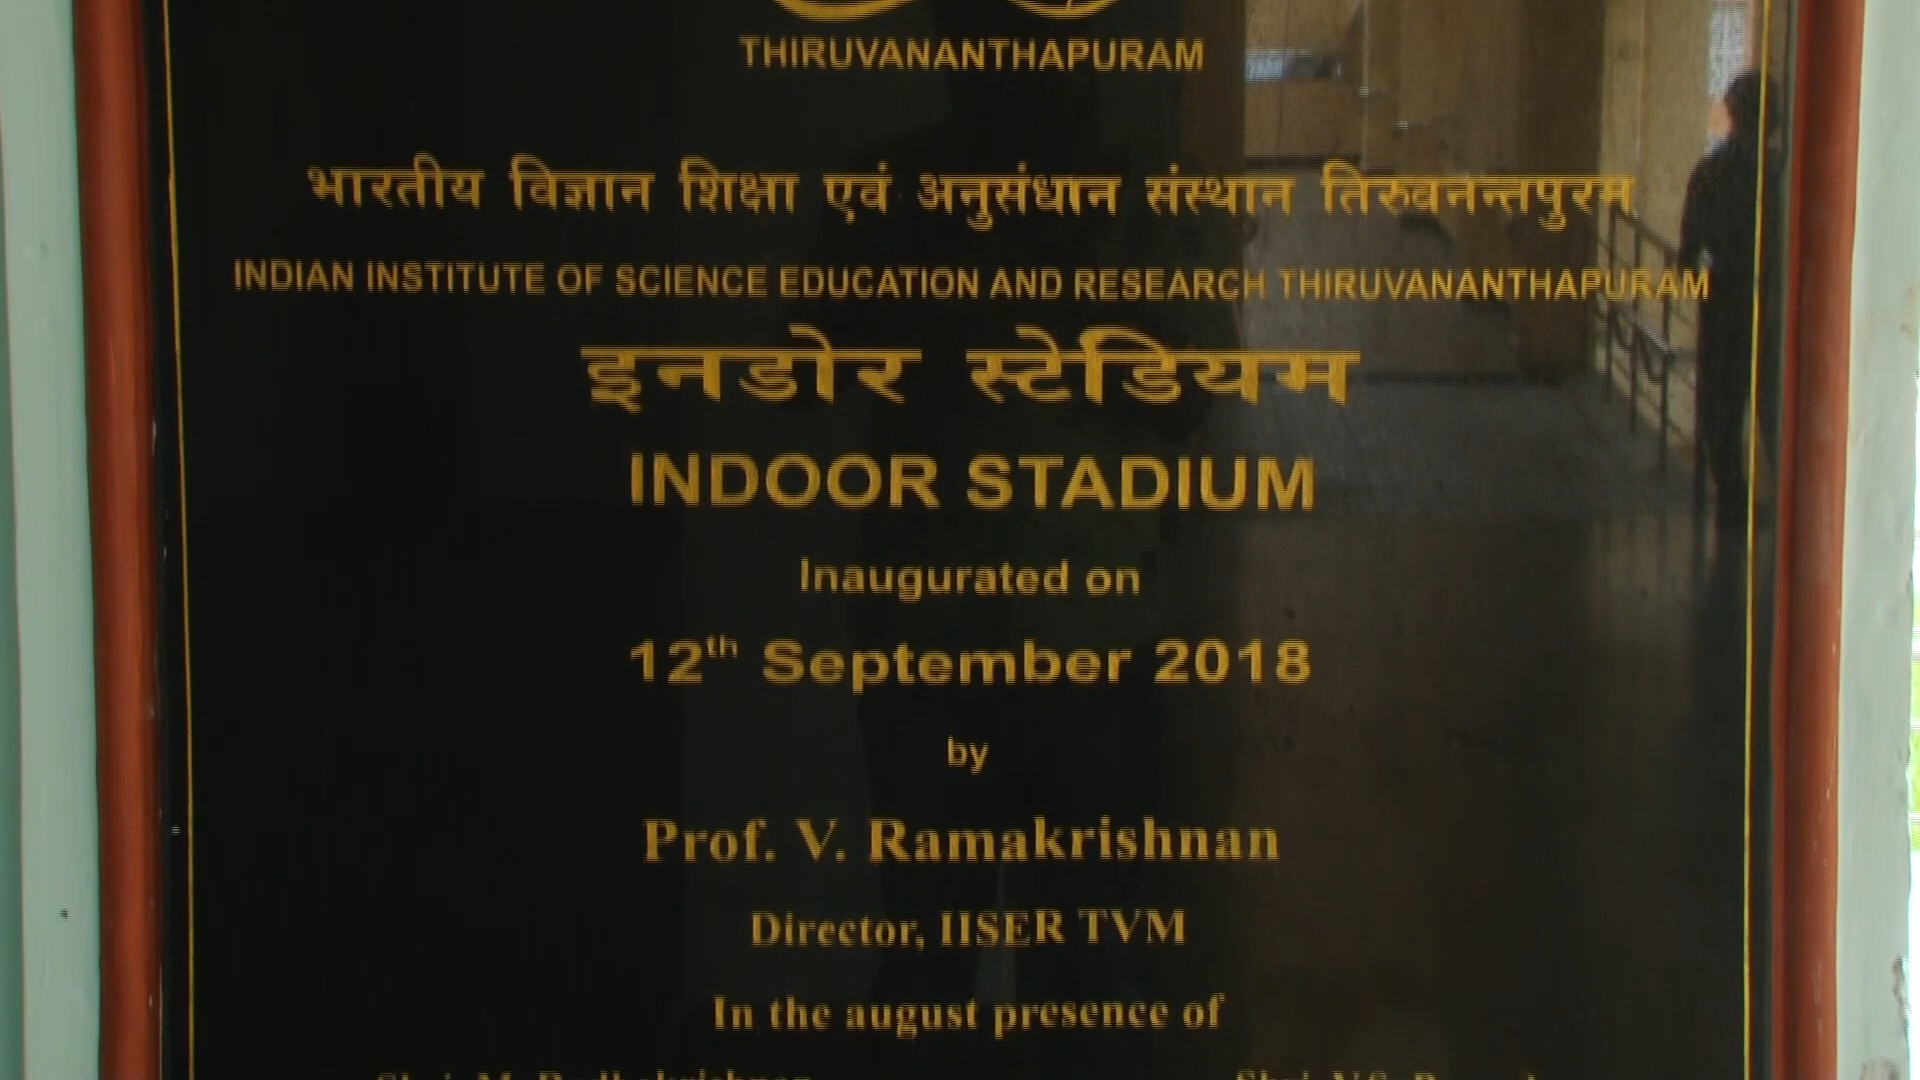 THIRUVANANTHAPURAM
भारतीय विज्ञान शिक्षा एवं अनुसंधान संस्थान तिरुवनन्तपुरम
INDIAN INSTITUTE OF SCIENCE EDUCATION AND RESEARCH THIRUVANANTHAPURAM
इनडोर स्टेडियम
INDOOR STADIUM
Inaugurated on
12th September 2018
by
Prof. V. Ramakrishnan
Director, IISER TVM
In the august presence of